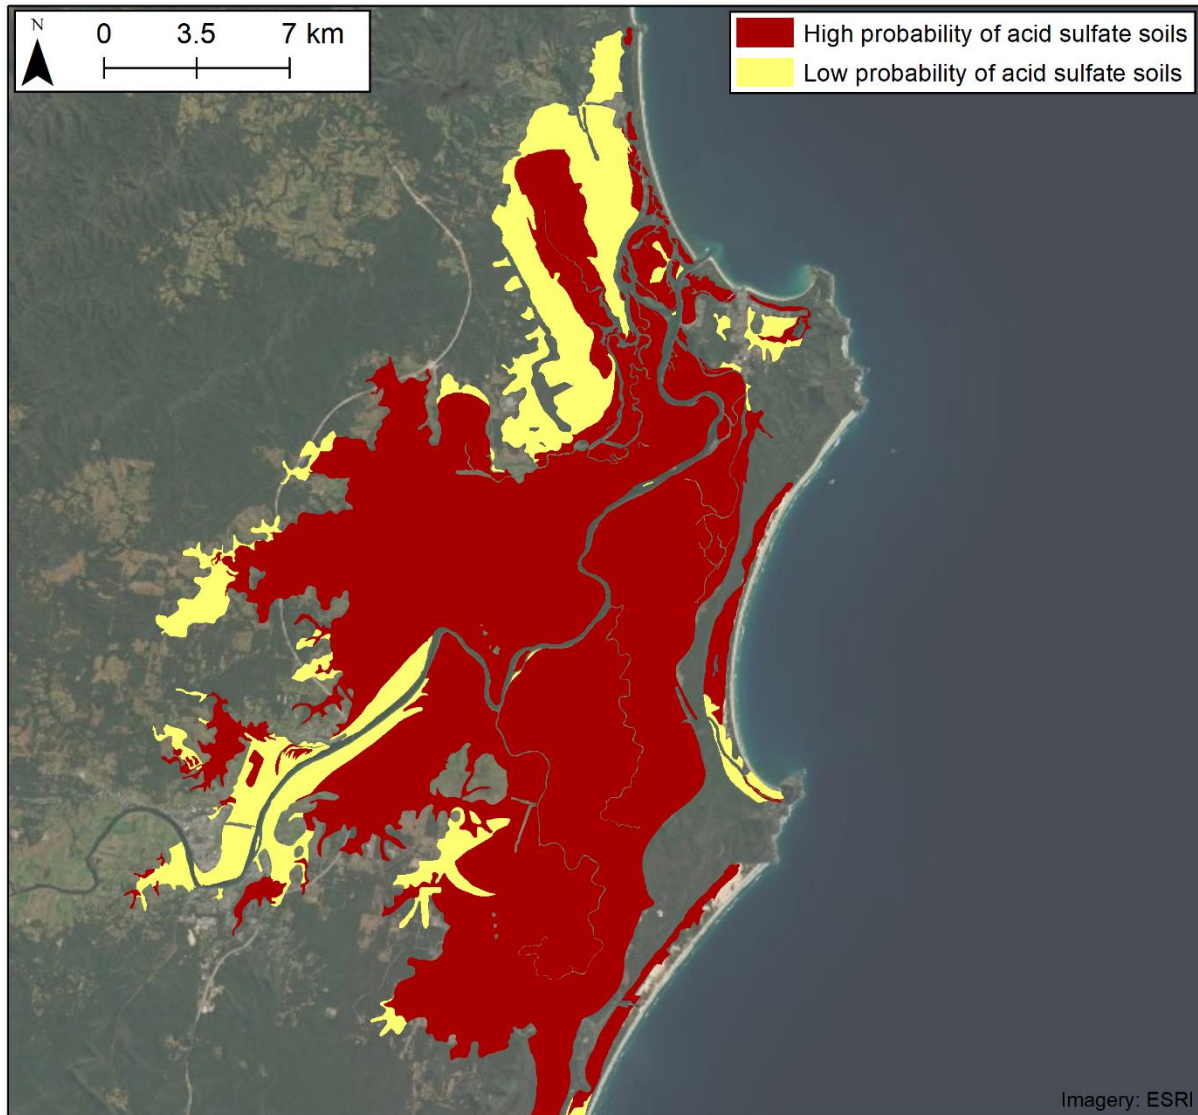 N
0 3.5 7 km
High probability of acid sulfate soils
Low probability of acid sulfate soils
Imagery: ESRI